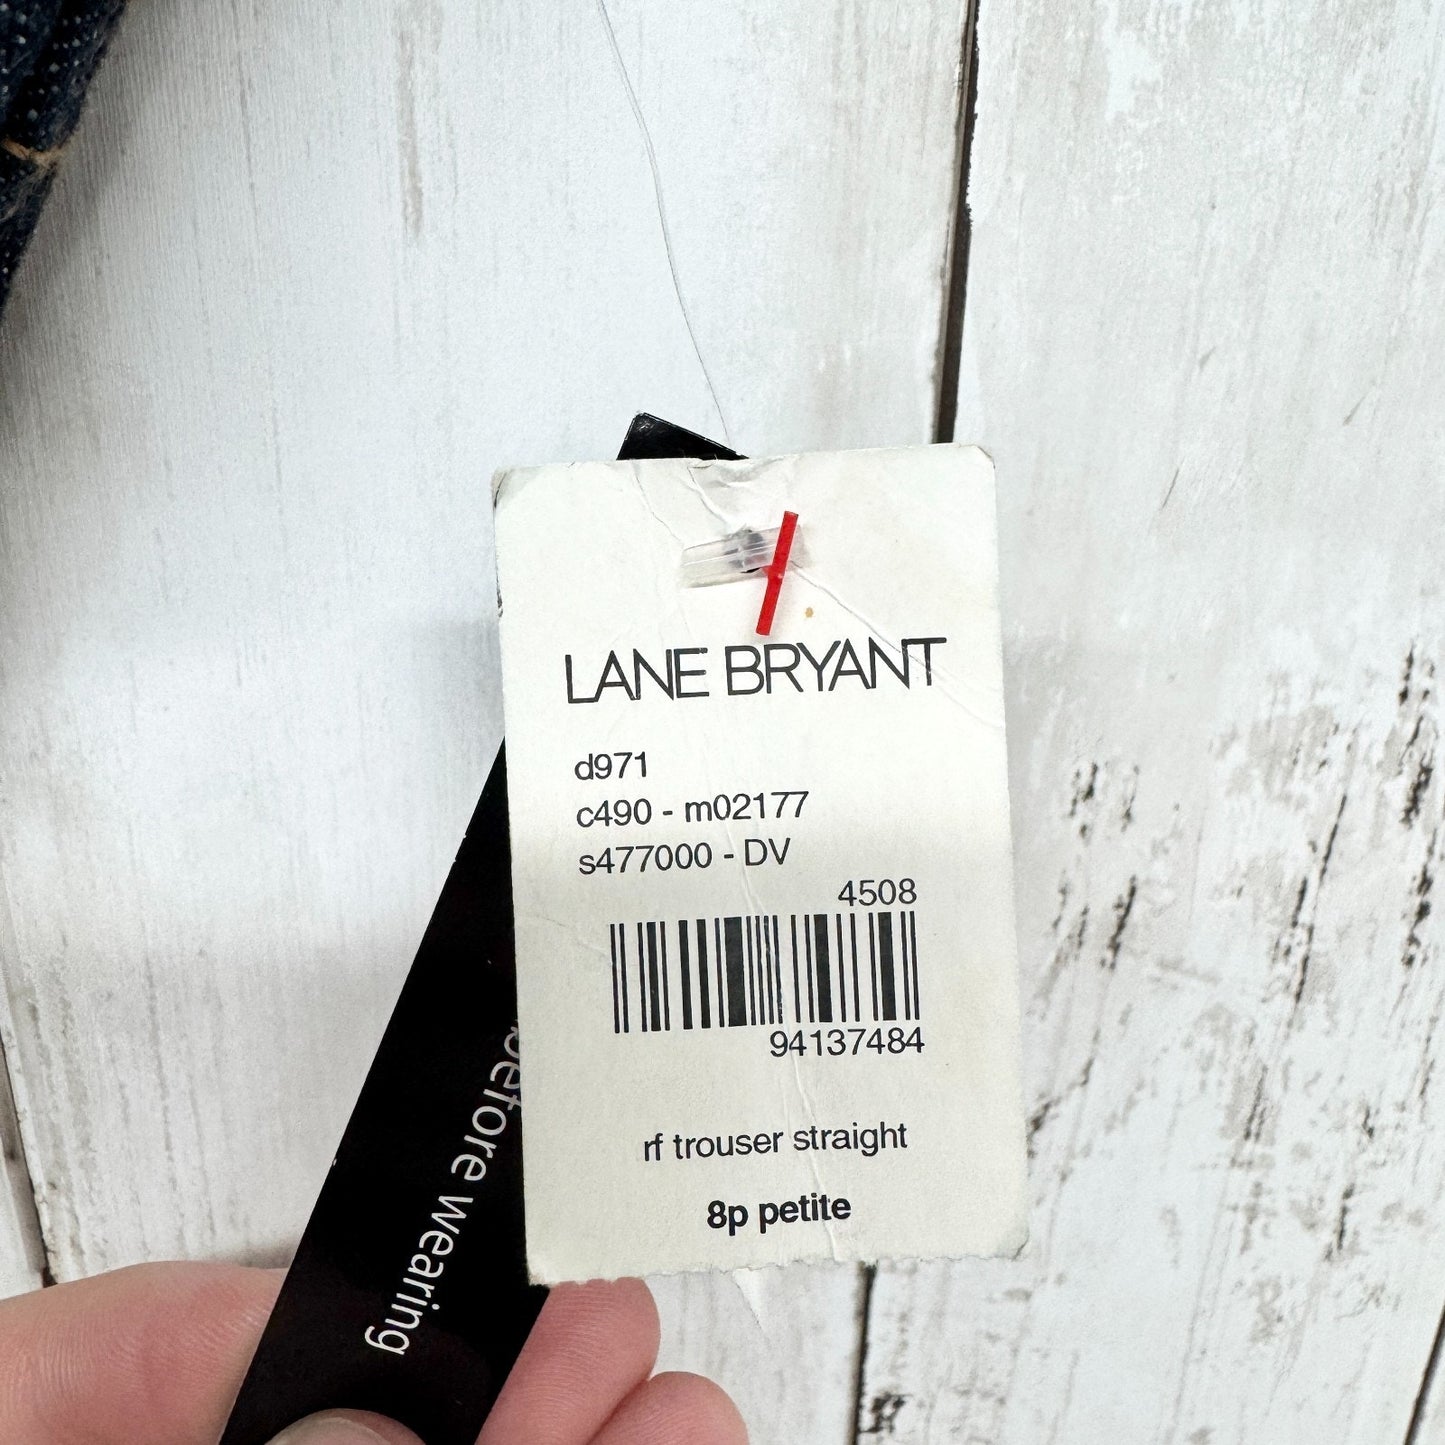 LANE BRYANT
d971
c490 - m02177
s477000 - DV
4508
94137484
rf trouser straight
8p petite
before wearing